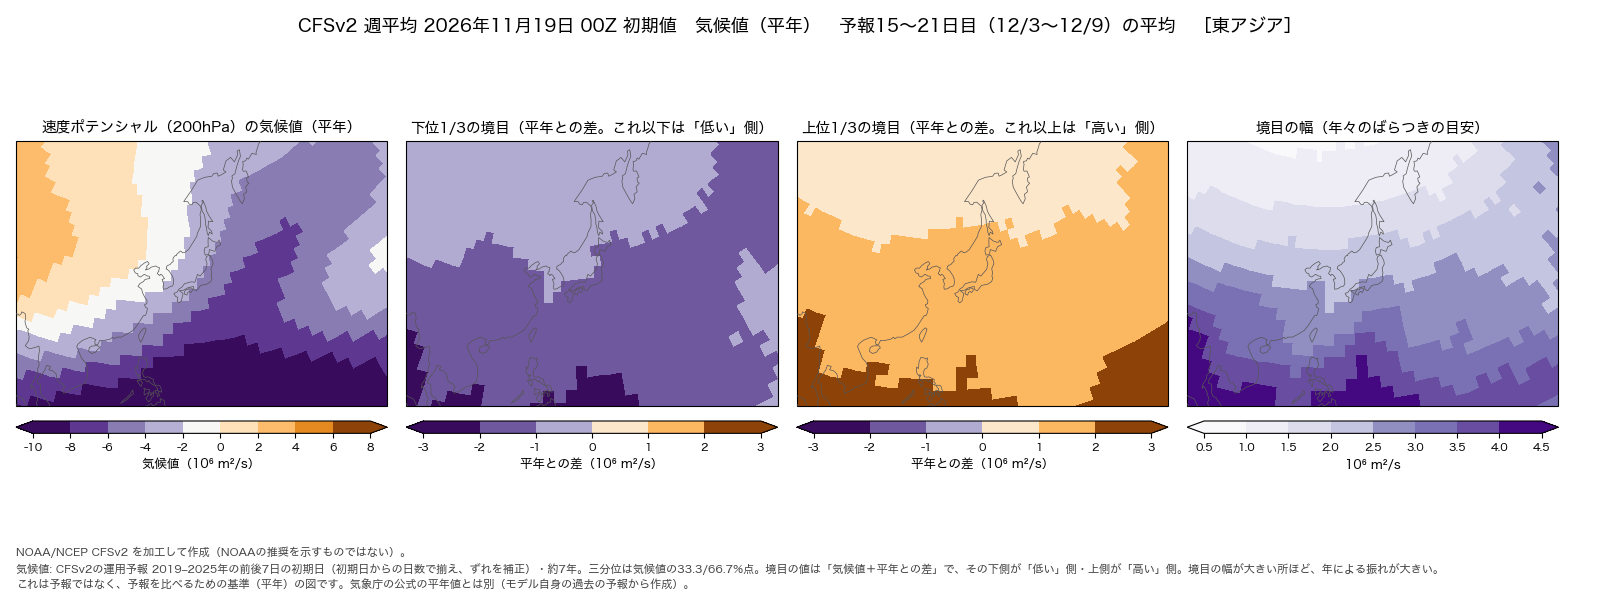 CFSv2 週平均 2026年11月19日 00Z 初期値　気候値（平年）　予報15～21日目（12/3～12/9）の平均　［東アジア］
速度ポテンシャル（200hPa）の気候値（平年）
下位1/3の境目（平年との差。これ以下は「低い」側）
上位1/3の境目（平年との差。これ以上は「高い」側）
境目の幅（年々のばらつきの目安）
-10 -8 -6 -4 -2 0 2 4 6 8
気候値（10⁶ m²/s）
-3 -2 -1 0 1 2 3
平年との差（10⁶ m²/s）
-3 -2 -1 0 1 2 3
平年との差（10⁶ m²/s）
0.5 1.0 1.5 2.0 2.5 3.0 3.5 4.0 4.5
10⁶ m²/s
NOAA/NCEP CFSv2 を加工して作成（NOAAの推奨を示すものではない）。
気候値: CFSv2の運用予報 2019–2025年の前後7日の初期日（初期日からの日数で揃え、ずれを補正）・約7年。三分位は気候値の33.3/66.7%点。境目の値は「気候値＋平年との差」で、その下側が「低い」側・上側が「高い」側。境目の幅が大きい所ほど、年による振れが大きい。
これは予報ではなく、予報を比べるための基準（平年）の図です。気象庁の公式の平年値とは別（モデル自身の過去の予報から作成）。